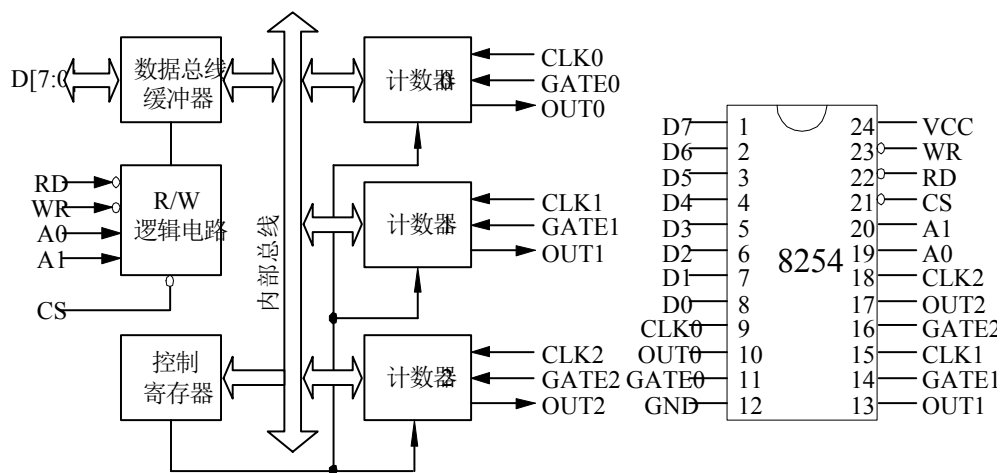 D[7:0
数据总线
缓冲器
RD
WR
A0
A1
R/W
逻辑电路
CS
控制
寄存器
内部总线
计数器0
CLK0
GATE0
OUT0
计数器1
CLK1
GATE1
OUT1
计数器2
CLK2
GATE2
OUT2
8254
D7 1 24 VCC
D6 2 23 WR
D5 3 22 RD
D4 4 21 CS
D3 5 20 A1
D2 6 19 A0
D1 7 18 CLK2
D0 8 17 OUT2
CLK0 9 16 GATE2
OUT0 10 15 CLK1
GATE0 11 14 GATE1
GND 12 13 OUT1